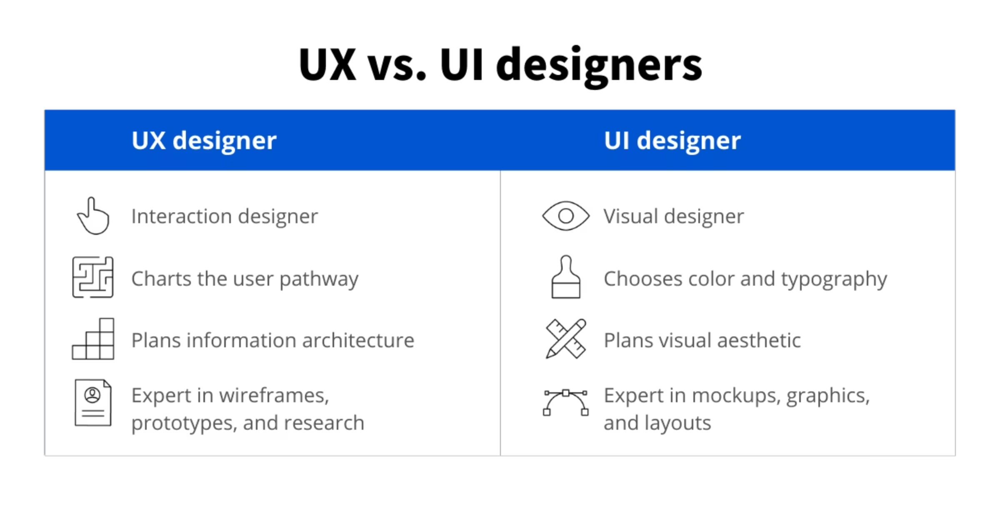 UX vs. UI designers
UX designer
UI designer
Interaction designer
Visual designer
Charts the user pathway
Chooses color and typography
Plans information architecture
Plans visual aesthetic
Expert in wireframes,
prototypes, and research
Expert in mockups, graphics,
and layouts